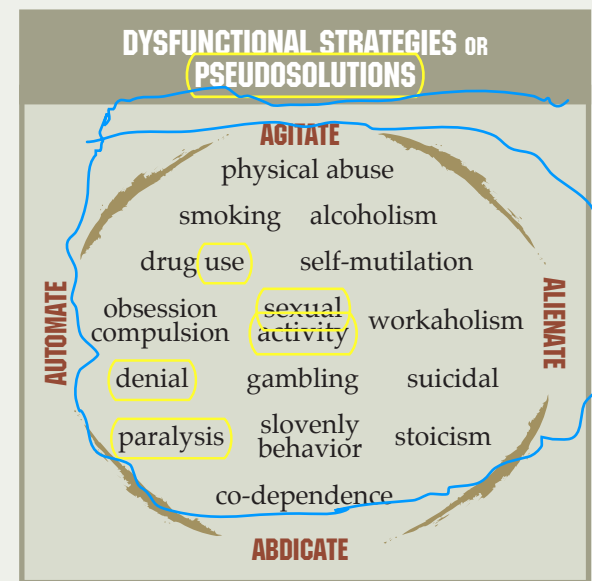 DYSFUNCTIONAL STRATEGIES OR
PSEUDOSOLUTIONS
AGITATE
physical abuse
smoking alcoholism
drug use self-mutilation
AUTOMATE
obsession
compulsion
sexual
activity
workaholism
ALIENATE
denial gambling suicidal
paralysis
slovenly
behavior
stoicism
co-dependence
ABDICATE